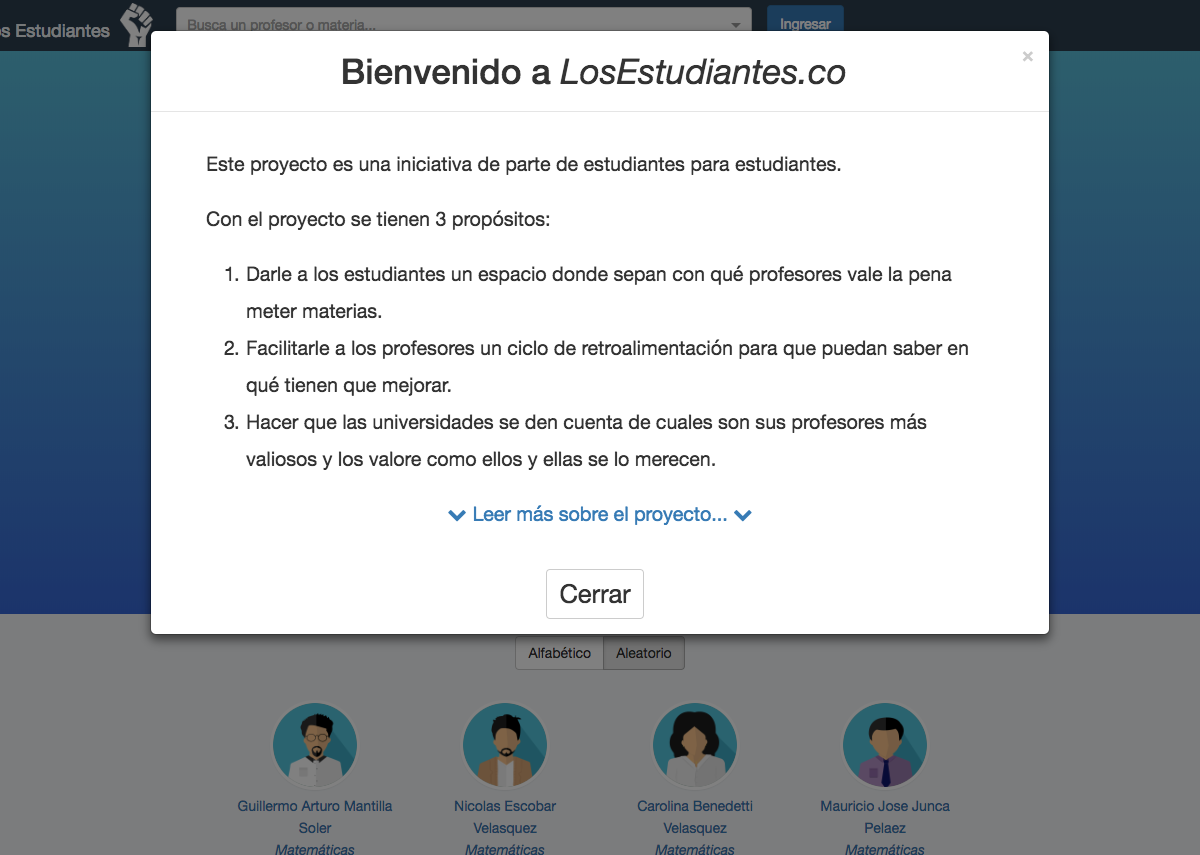 s Estudiantes
Busca un profesor o materia...
Ingresar
×
Bienvenido a LosEstudiantes.co
Este proyecto es una iniciativa de parte de estudiantes para estudiantes.
Con el proyecto se tienen 3 propósitos:
1. Darle a los estudiantes un espacio donde sepan con qué profesores vale la pena
meter materias.
2. Facilitarle a los profesores un ciclo de retroalimentación para que puedan saber en
qué tienen que mejorar.
3. Hacer que las universidades se den cuenta de cuales son sus profesores más
valiosos y los valore como ellos y ellas se lo merecen.
Leer más sobre el proyecto...
Cerrar
Alfabético Aleatorio
Guillermo Arturo Mantilla
Soler
Matemáticas
Nicolas Escobar
Velasquez
Matemáticas
Carolina Benedetti
Velasquez
Matemáticas
Mauricio Jose Junca
Pelaez
Matemáticas